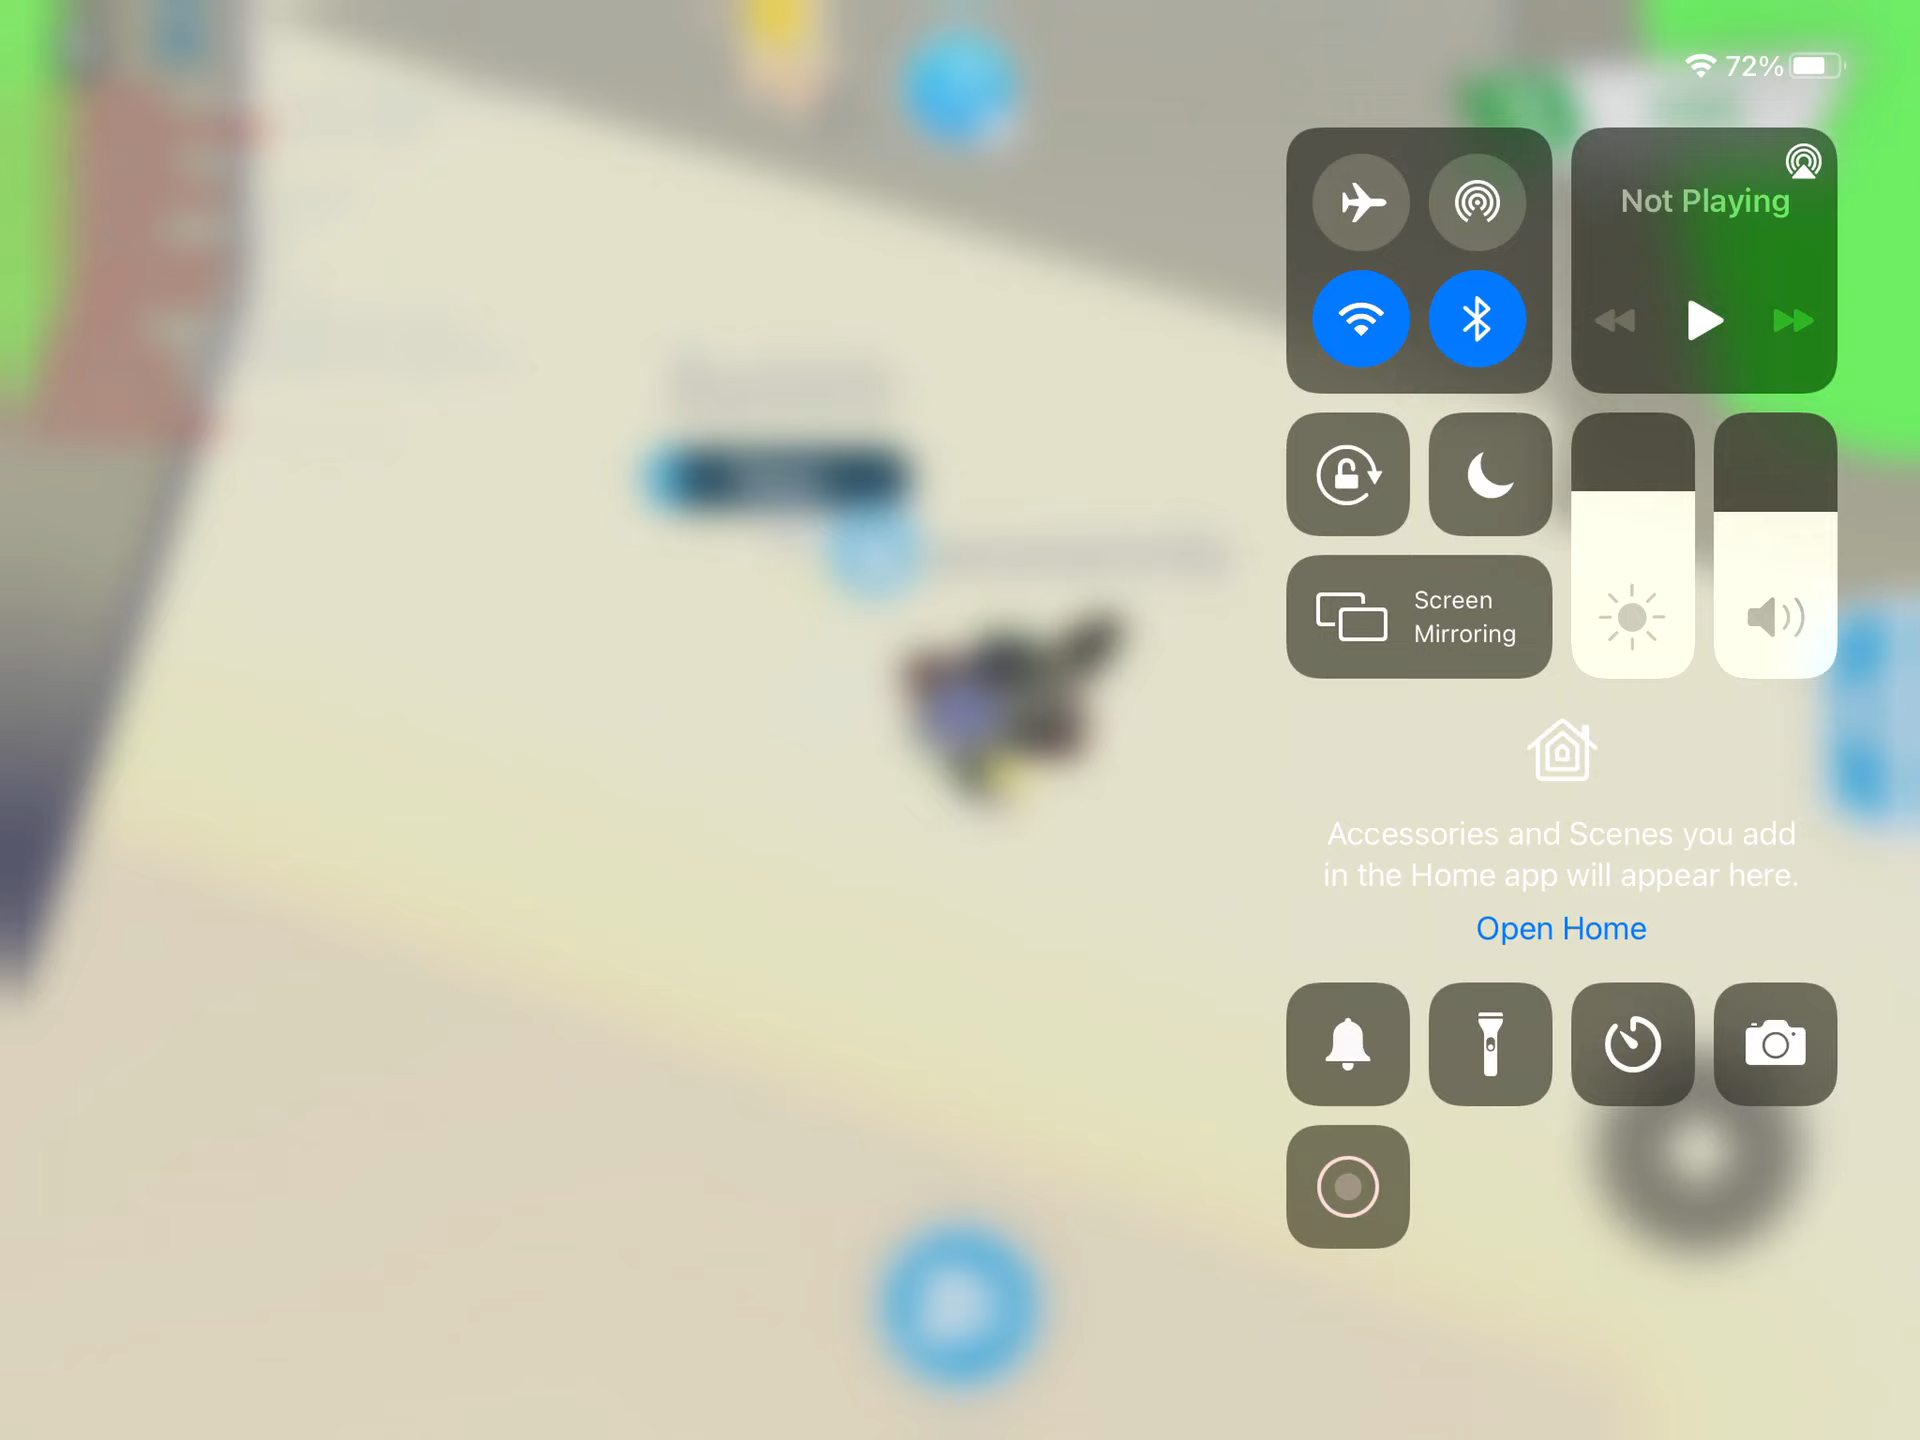 72%
Not Playing
Screen
Mirroring
Accessories and Scenes you add
in the Home app will appear here.
Open Home